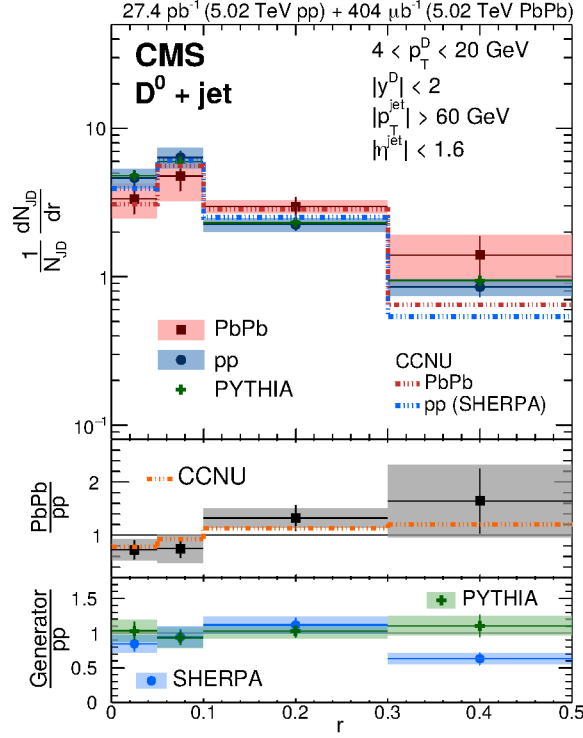 27.4 pb⁻¹ (5.02 TeV pp) + 404 μb⁻¹ (5.02 TeV PbPb)
CMS
D⁰ + jet
4 < p_T^D < 20 GeV
|y^D| < 2
|p_T^jet| > 60 GeV
|η^jet| < 1.6
10
1
10⁻¹
1/N_JD dN_JD/dr
PbPb
pp
PYTHIA
CCNU
PbPb
pp (SHERPA)
PbPb/pp
2
1
CCNU
Generator/pp
1.5
1
0.5
0
PYTHIA
SHERPA
0 0.1 0.2 0.3 0.4 0.5
r